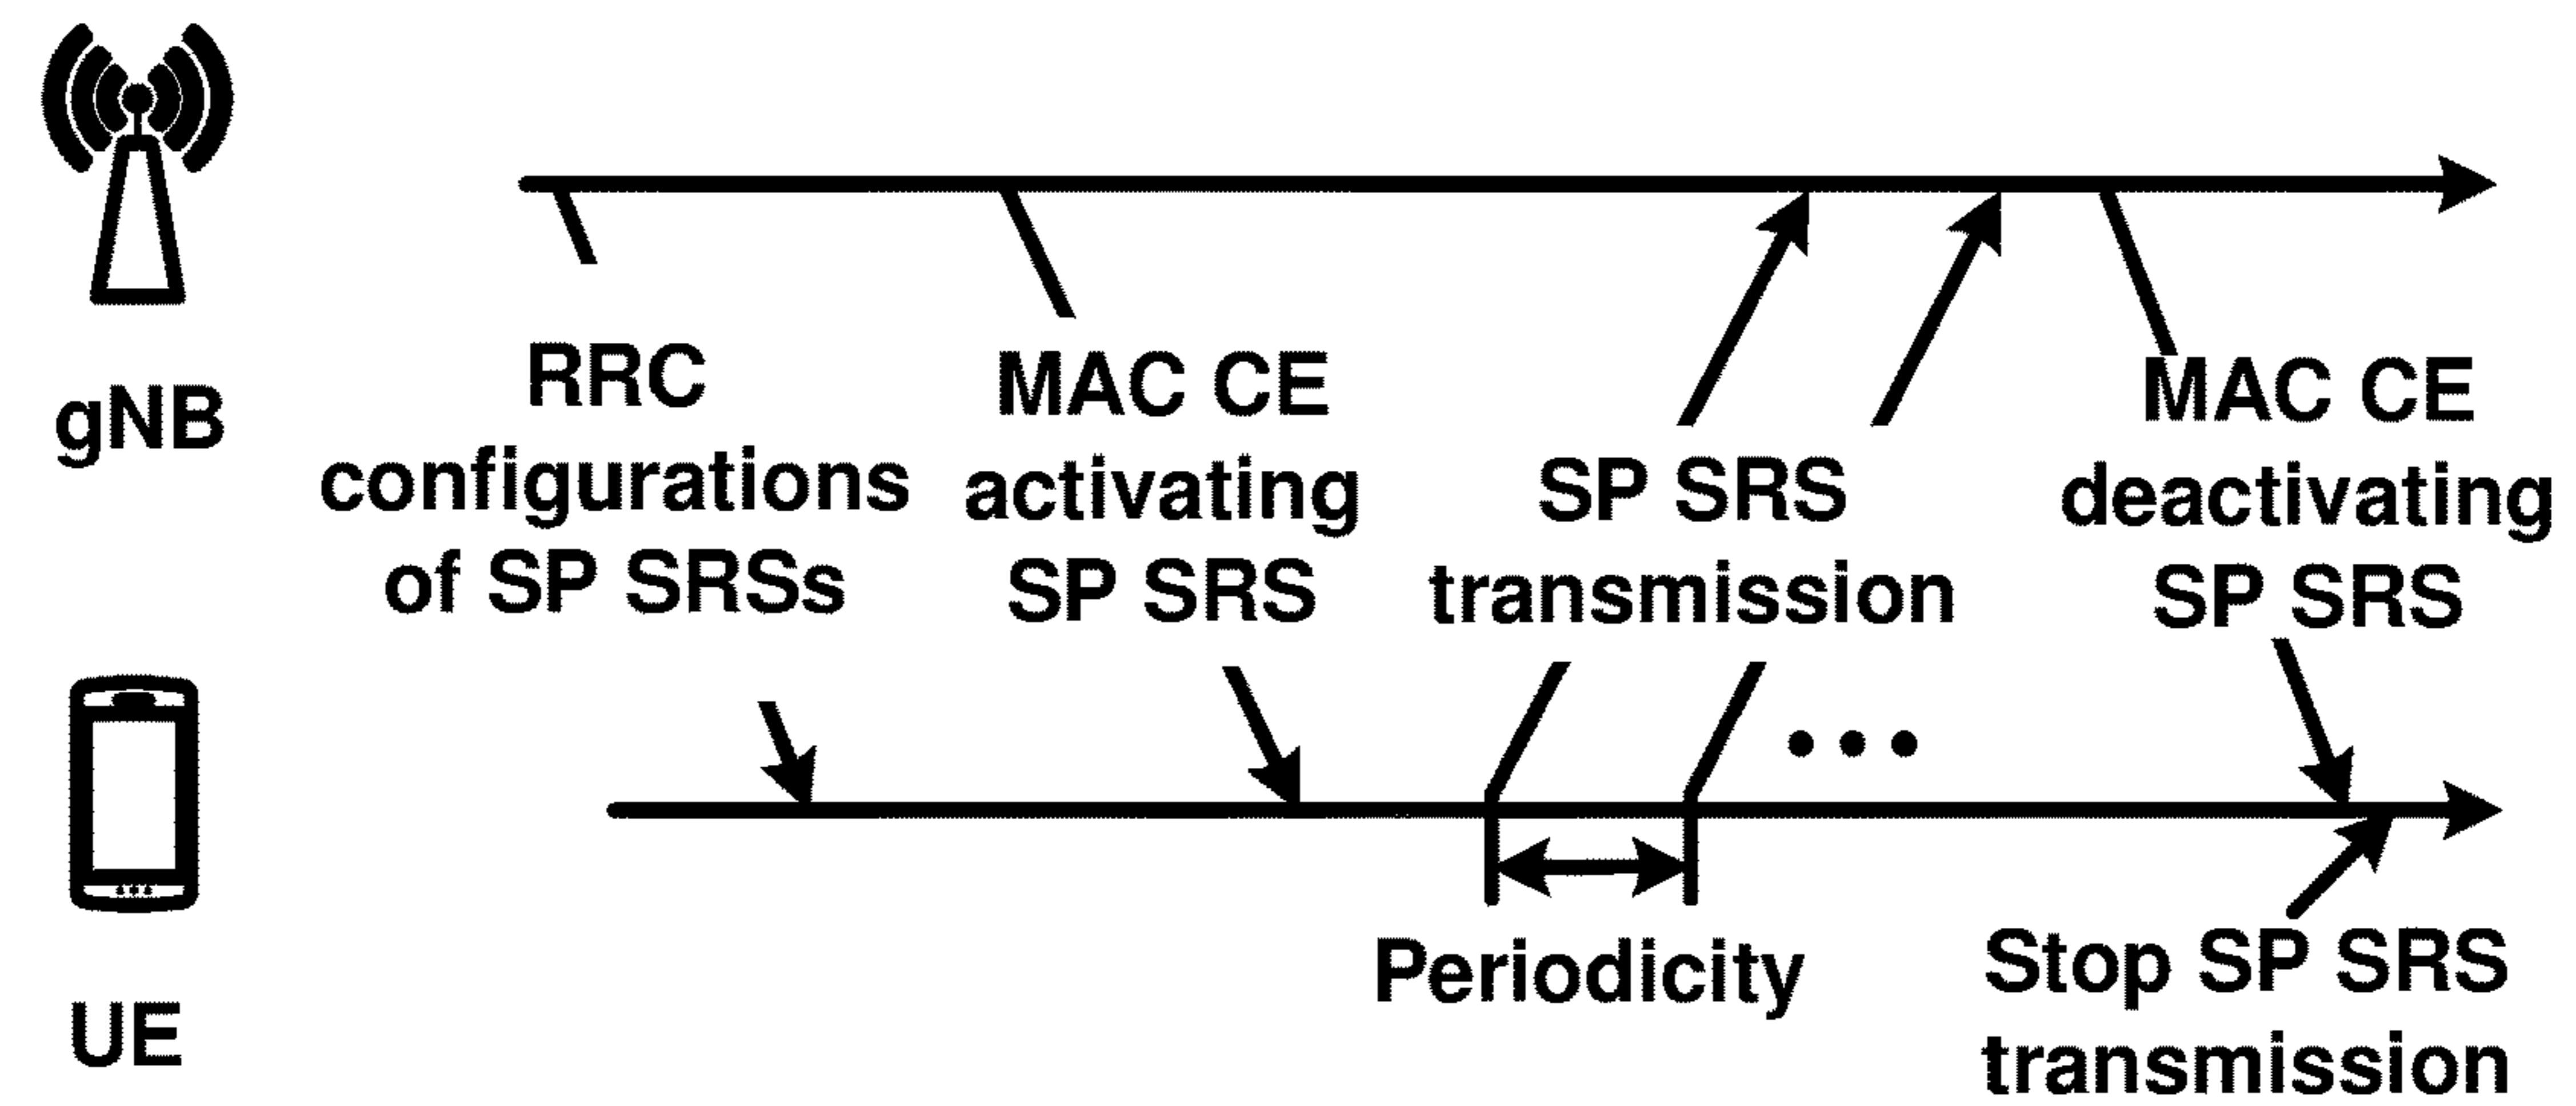 gNB
RRC
configurations
of SP SRSs
MAC CE
activating
SP SRS
SP SRS
transmission
MAC CE
deactivating
SP SRS
UE
Periodicity
Stop SP SRS
transmission